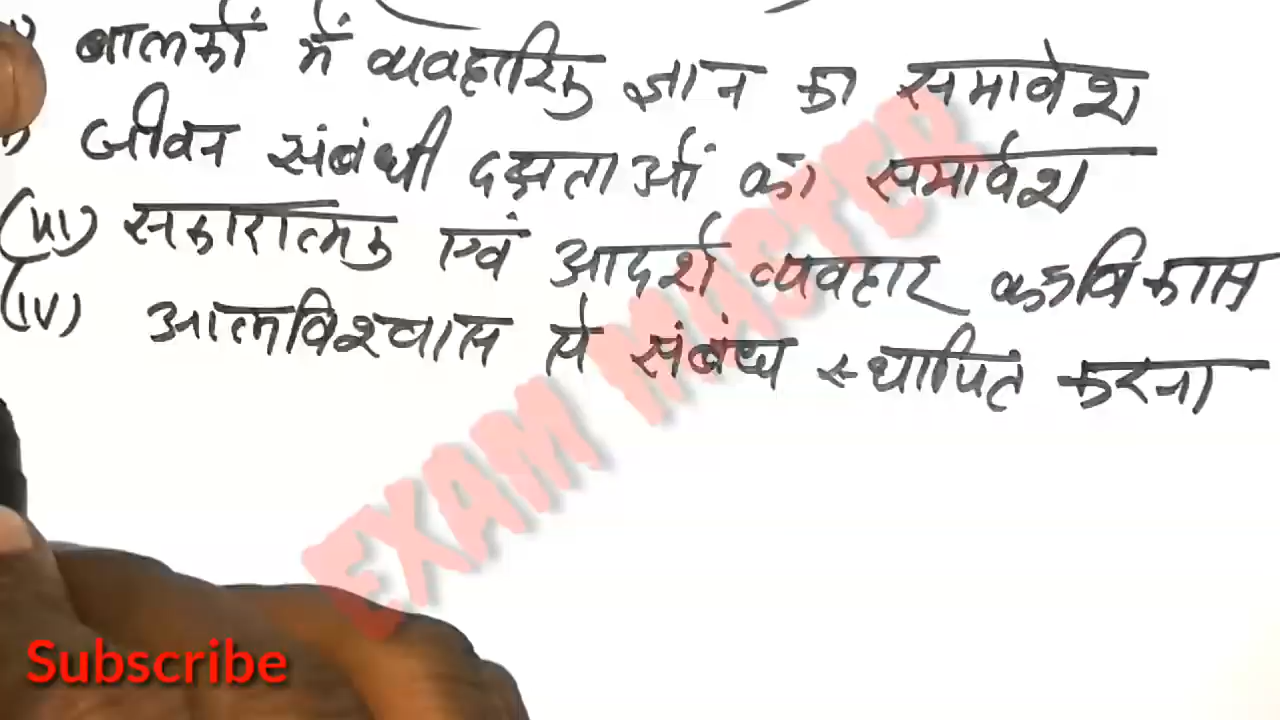 बालकों में व्यवहारिक ज्ञान का समावेश
जीवन संबंधी दक्षताओं का समावेश
(iii) सकारात्मक एवं आदर्श व्यवहार का विकास
(iv) आत्मविश्वास से संबंध स्थापित करना
EXAM MASTER
Subscribe